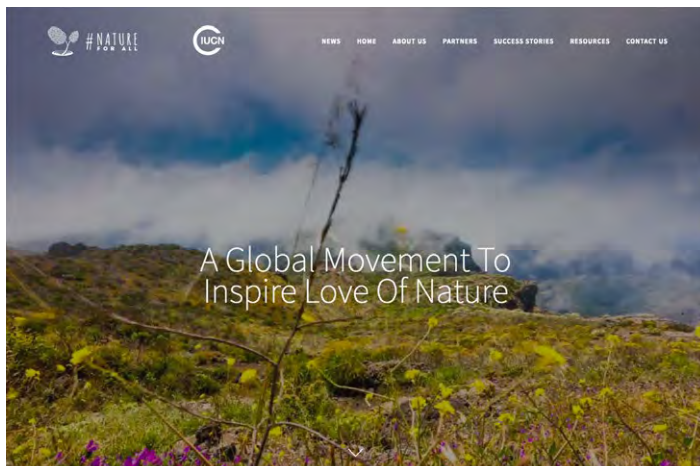 #NATURE
FOR ALL
IUCN
NEWS HOME ABOUT US PARTNERS SUCCESS STORIES RESOURCES CONTACT US
A Global Movement To
Inspire Love Of Nature